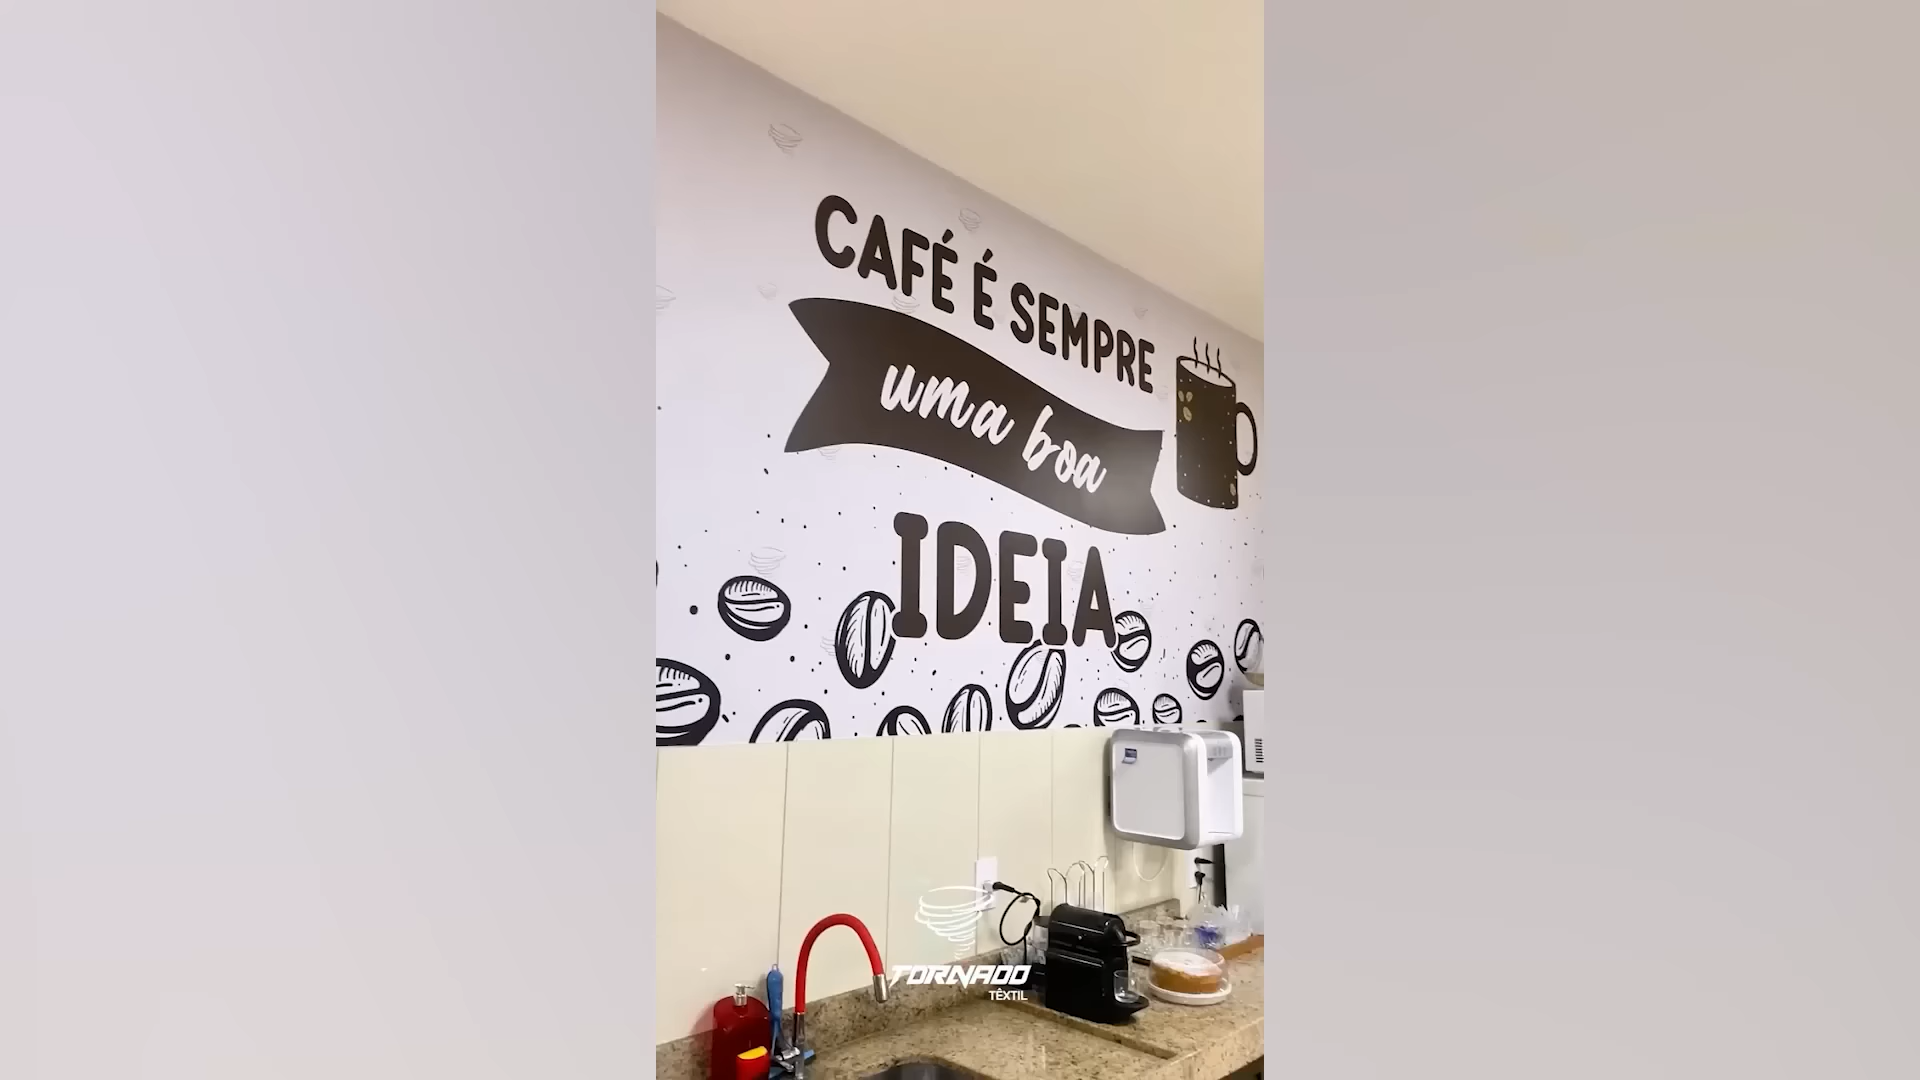 CAFÉ É SEMPRE
uma boa
IDEIA
TORNADO
TÊXTIL